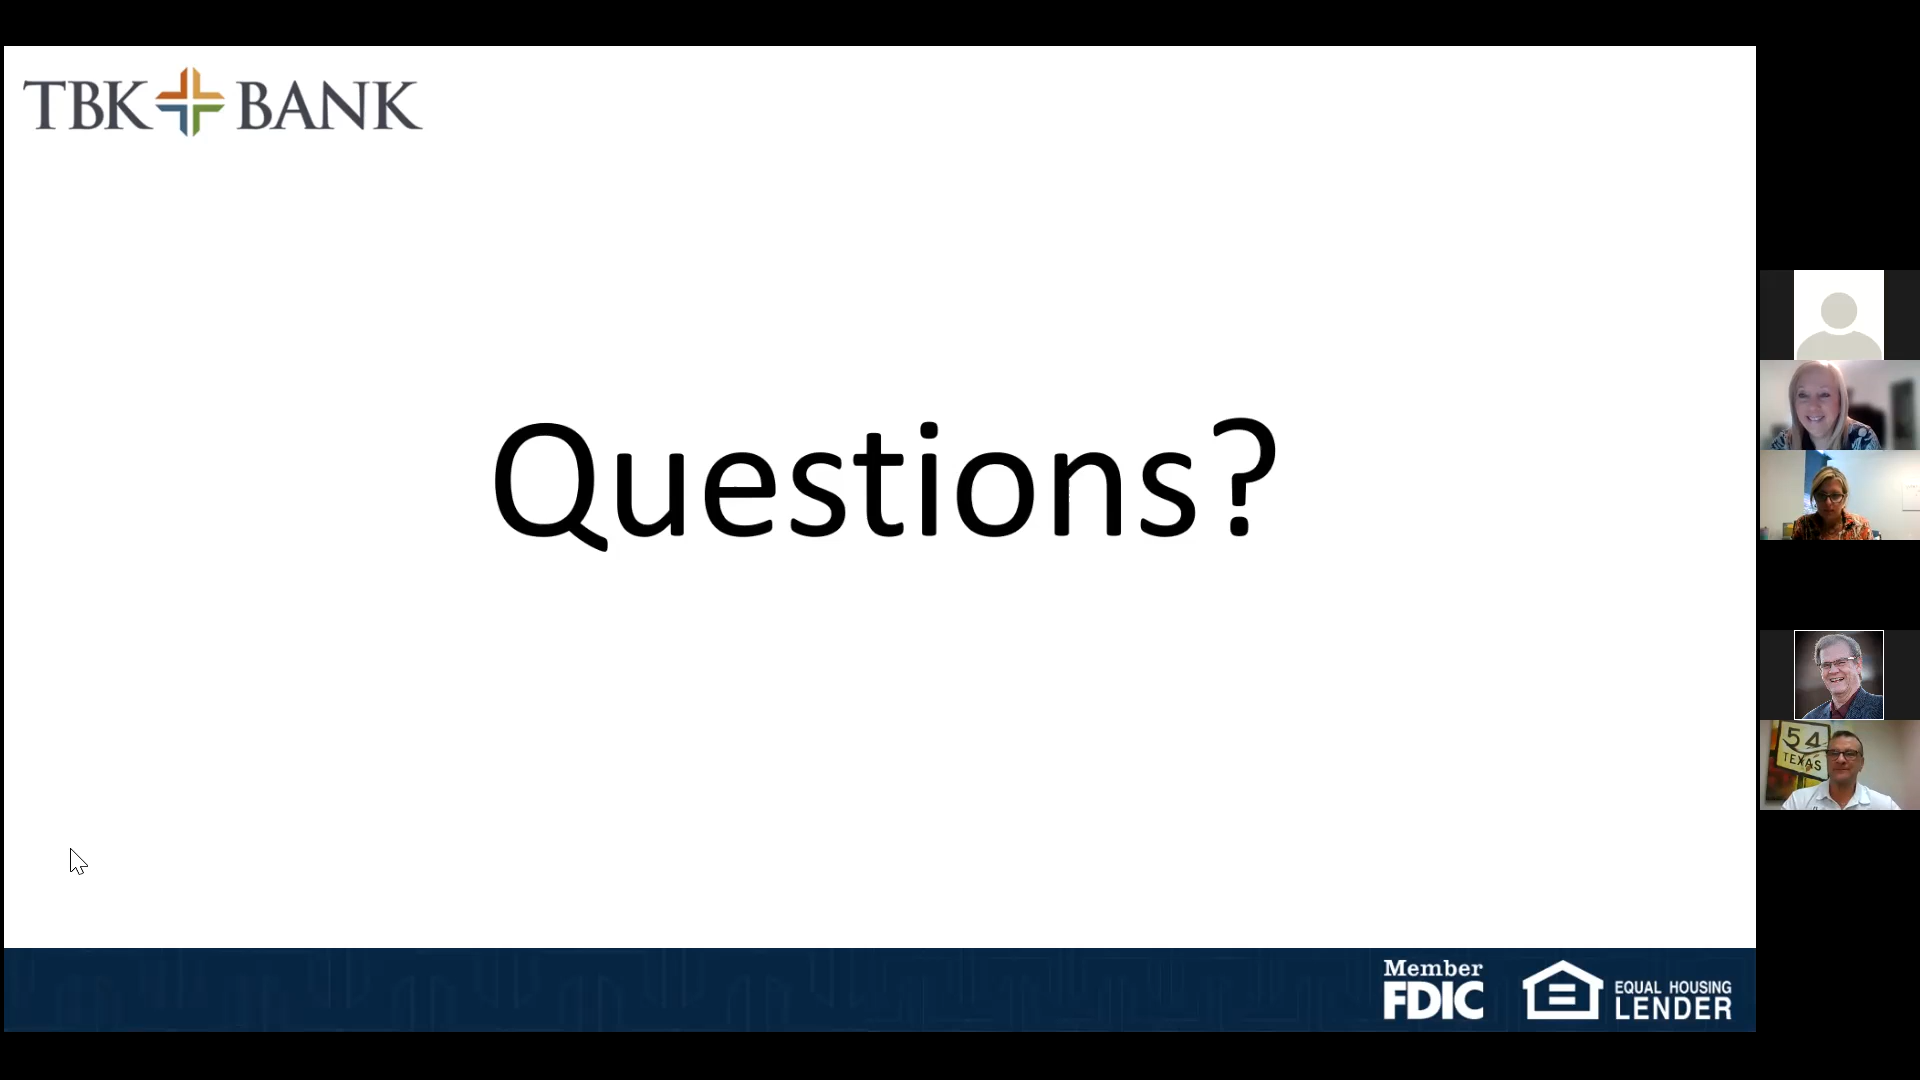 TBK BANK
Questions?
54
TEXAS
Member
FDIC
EQUAL HOUSING
LENDER